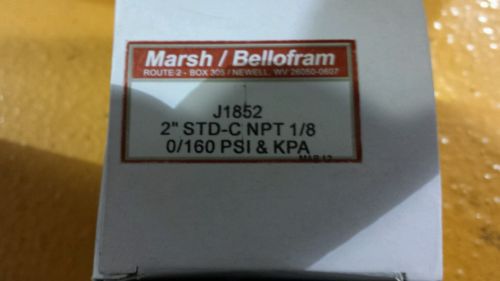 Marsh / Bellofram
ROUTE 2 - BOX 305 / NEWELL, WV 26050-0607
J1852
2" STD-C NPT 1/8
0/160 PSI & KPA